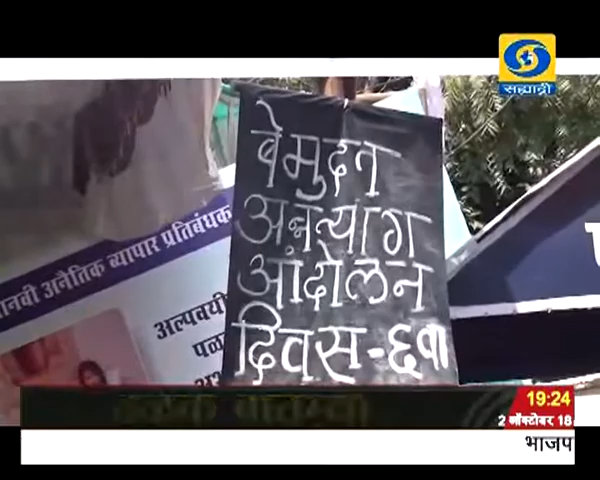 सह्याद्री
बेमुदत
अन्नत्याग
आंदोलन
दिवस-६वा
मानवी अनैतिक व्यापार प्रतिबंधक
अल्पवयी
पळ
19:24
2 ऑक्टोबर 18
भाजप